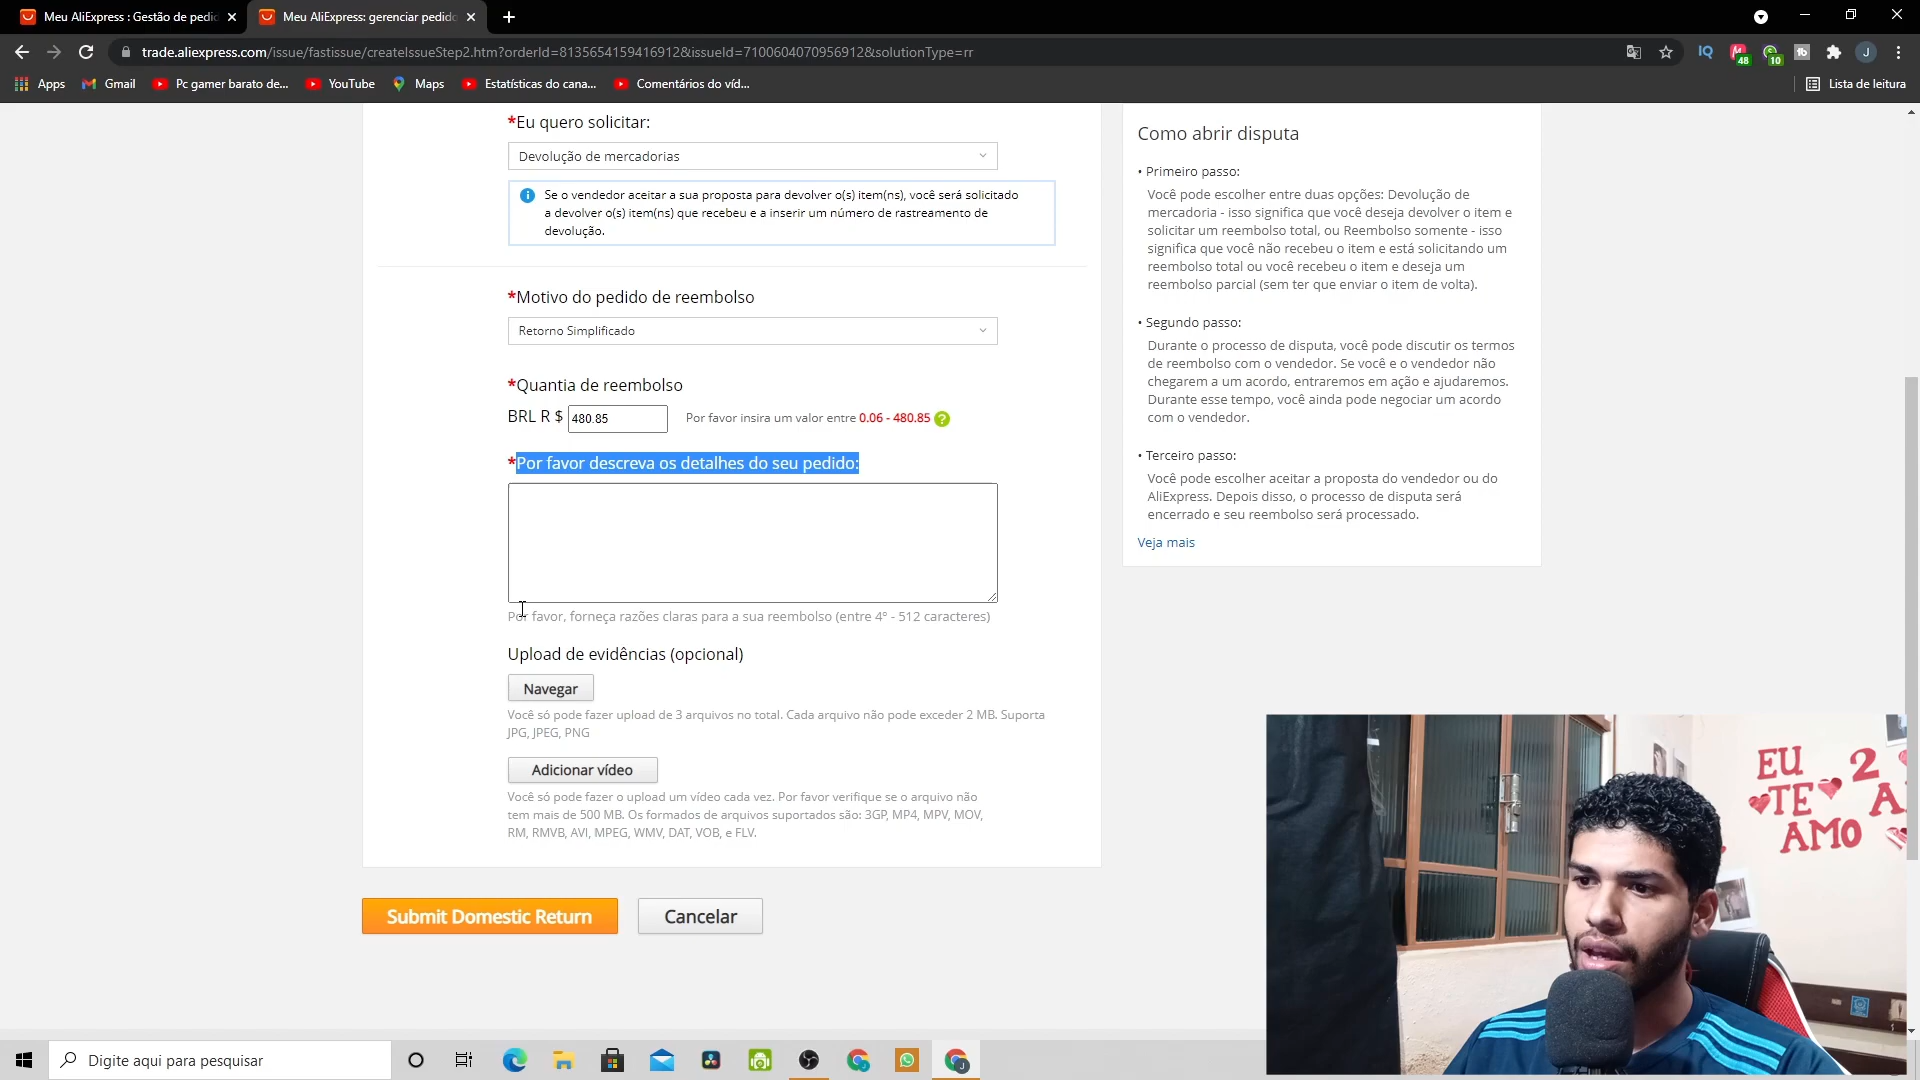 Meu AliExpress : Gestão de pedid
Meu AliExpress: gerenciar pedido
trade.aliexpress.com/issue/fastissue/createIssueStep2.htm?orderId=8135654159416912&issueId=7100604070956912&solutionType=rr
48
10
J
Apps
Gmail
Pc gamer barato de...
YouTube
Maps
Estatísticas do cana...
Comentários do víd...
Lista de leitura
*Eu quero solicitar:
Devolução de mercadorias
Se o vendedor aceitar a sua proposta para devolver o(s) item(ns), você será solicitado
a devolver o(s) item(ns) que recebeu e a inserir um número de rastreamento de
devolução.
*Motivo do pedido de reembolso
Retorno Simplificado
*Quantia de reembolso
BRL R $ 480.85 Por favor insira um valor entre 0.06 - 480.85 ?
*Por favor descreva os detalhes do seu pedido:
Por favor, forneça razões claras para a sua reembolso (entre 4º - 512 caracteres)
Upload de evidências (opcional)
Navegar
Você só pode fazer upload de 3 arquivos no total. Cada arquivo não pode exceder 2 MB. Suporta
JPG, JPEG, PNG
Adicionar vídeo
Você só pode fazer o upload um vídeo cada vez. Por favor verifique se o arquivo não
tem mais de 500 MB. Os formados de arquivos suportados são: 3GP, MP4, MPV, MOV,
RM, RMVB, AVI, MPEG, WMV, DAT, VOB, e FLV.
Submit Domestic Return
Cancelar
Como abrir disputa
• Primeiro passo:
Você pode escolher entre duas opções: Devolução de
mercadoria - isso significa que você deseja devolver o item e
solicitar um reembolso total, ou Reembolso somente - isso
significa que você não recebeu o item e está solicitando um
reembolso total ou você recebeu o item e deseja um
reembolso parcial (sem ter que enviar o item de volta).
• Segundo passo:
Durante o processo de disputa, você pode discutir os termos
de reembolso com o vendedor. Se você e o vendedor não
chegarem a um acordo, entraremos em ação e ajudaremos.
Durante esse tempo, você ainda pode negociar um acordo
com o vendedor.
• Terceiro passo:
Você pode escolher aceitar a proposta do vendedor ou do
AliExpress. Depois disso, o processo de disputa será
encerrado e seu reembolso será processado.
Veja mais
EU 2
TE A
AMO
Digite aqui para pesquisar